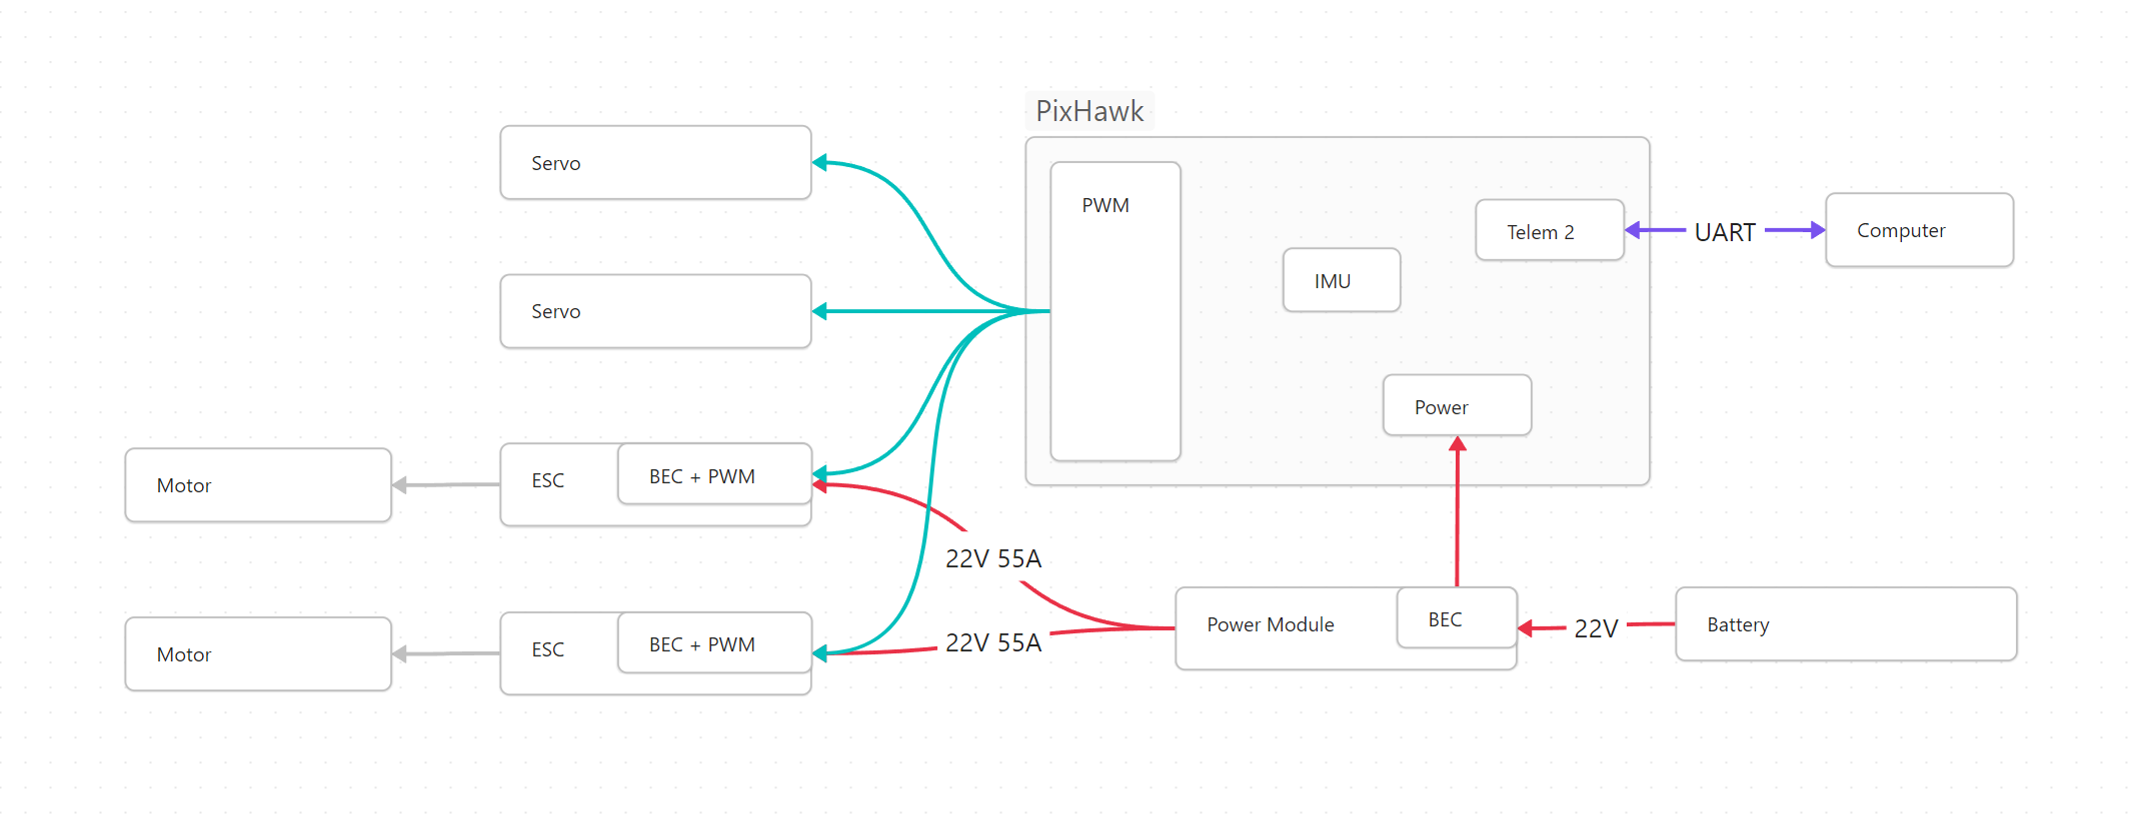 PixHawk
Servo
PWM
Telem 2
UART
Computer
IMU
Servo
Power
Motor
ESC
BEC + PWM
22V 55A
Motor
ESC
BEC + PWM
22V 55A
Power Module
BEC
22V
Battery